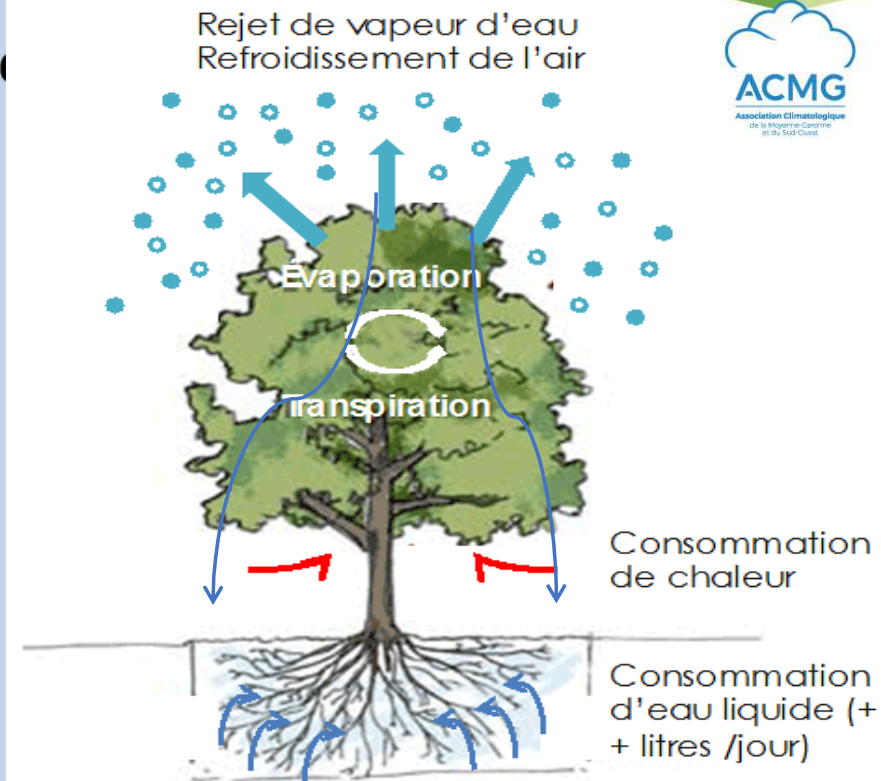 Rejet de vapeur d'eau
Refroidissement de l'air
ACMG
Association Climatologique
de la Moyenne-Garonne
et du Sud-Ouest
Évaporation
Transpiration
Consommation
de chaleur
Consommation
d'eau liquide (+
+ litres /jour)